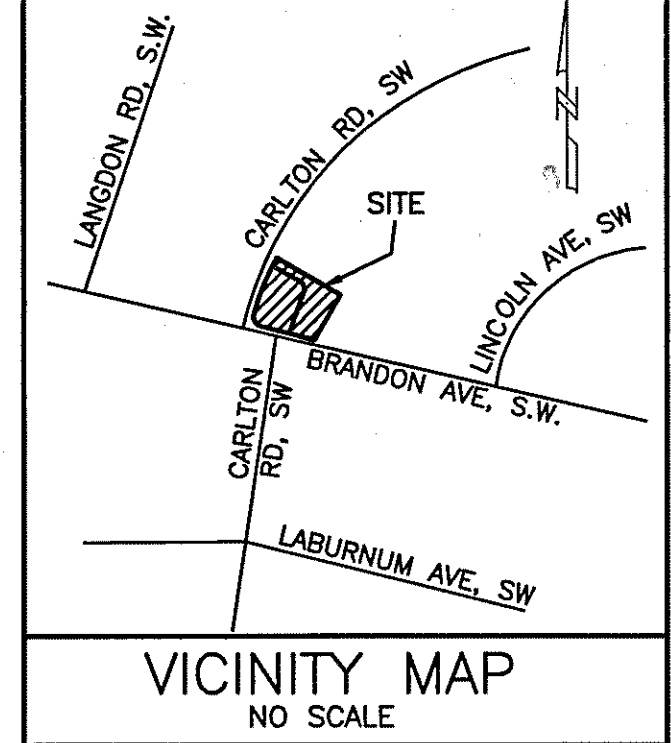 LANGDON RD, S.W.
CARLTON RD, SW
N
SITE
LINCOLN AVE, SW
BRANDON AVE, S.W.
CARLTON
RD, SW
LABURNUM AVE, SW
VICINITY MAP
NO SCALE